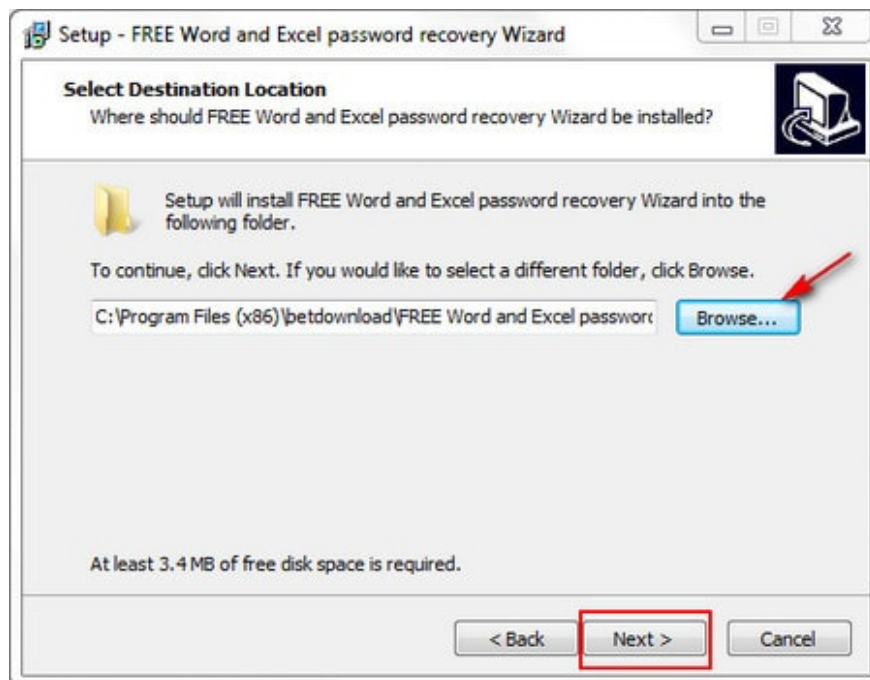 Setup - FREE Word and Excel password recovery Wizard
Select Destination Location
Where should FREE Word and Excel password recovery Wizard be installed?
Setup will install FREE Word and Excel password recovery Wizard into the
following folder.
To continue, click Next. If you would like to select a different folder, click Browse.
C:\Program Files (x86)\betdownload\FREE Word and Excel password
Browse...
At least 3.4 MB of free disk space is required.
< Back
Next >
Cancel